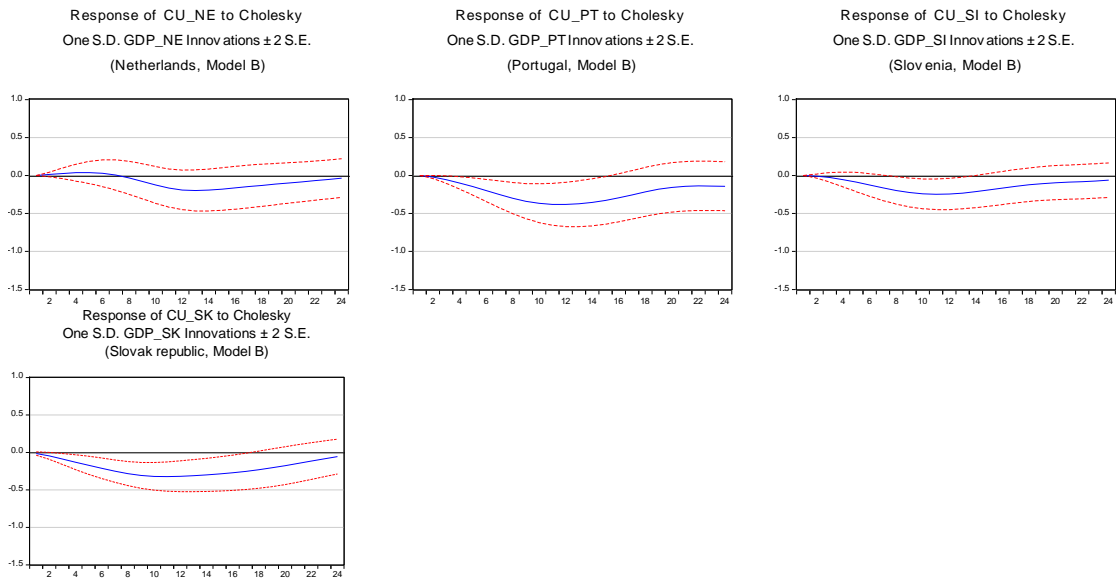 Response of CU_NE to Cholesky
One S.D. GDP_NE Innovations ± 2 S.E.
(Netherlands, Model B)
1.0
0.5
0.0
-0.5
-1.0
-1.5
2 4 6 8 10 12 14 16 18 20 22 24
Response of CU_PT to Cholesky
One S.D. GDP_PT Innovations ± 2 S.E.
(Portugal, Model B)
1.0
0.5
0.0
-0.5
-1.0
-1.5
2 4 6 8 10 12 14 16 18 20 22 24
Response of CU_SI to Cholesky
One S.D. GDP_SI Innovations ± 2 S.E.
(Slovenia, Model B)
1.0
0.5
0.0
-0.5
-1.0
-1.5
2 4 6 8 10 12 14 16 18 20 22 24
Response of CU_SK to Cholesky
One S.D. GDP_SK Innovations ± 2 S.E.
(Slovak republic, Model B)
1.0
0.5
0.0
-0.5
-1.0
-1.5
2 4 6 8 10 12 14 16 18 20 22 24